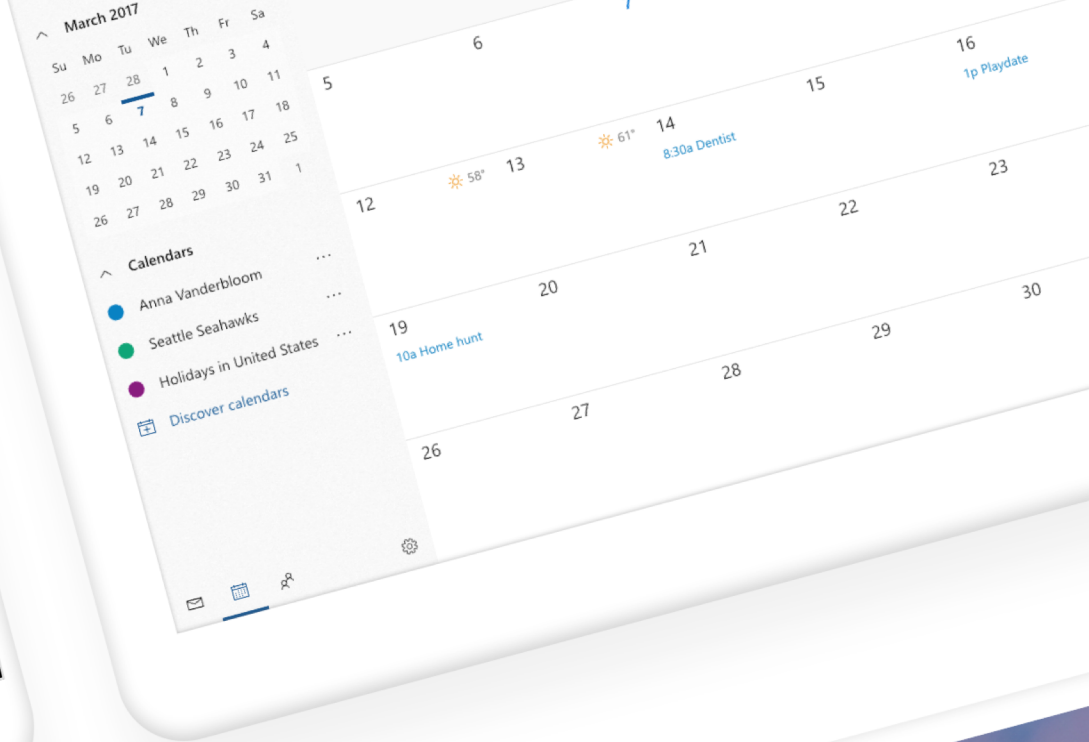 March 2017
Su Mo Tu We Th Fr Sa
26 27 28 1 2 3 4
5 6 7 8 9 10 11
12 13 14 15 16 17 18
19 20 21 22 23 24 25
26 27 28 29 30 31 1
Calendars
Anna Vanderbloom
Seattle Seahawks
Holidays in United States
Discover calendars
5 6
12 58° 13 61° 14 15 16
8:30a Dentist
1p Playdate
19 20 21 22 23
10a Home hunt
26 27 28 29 30